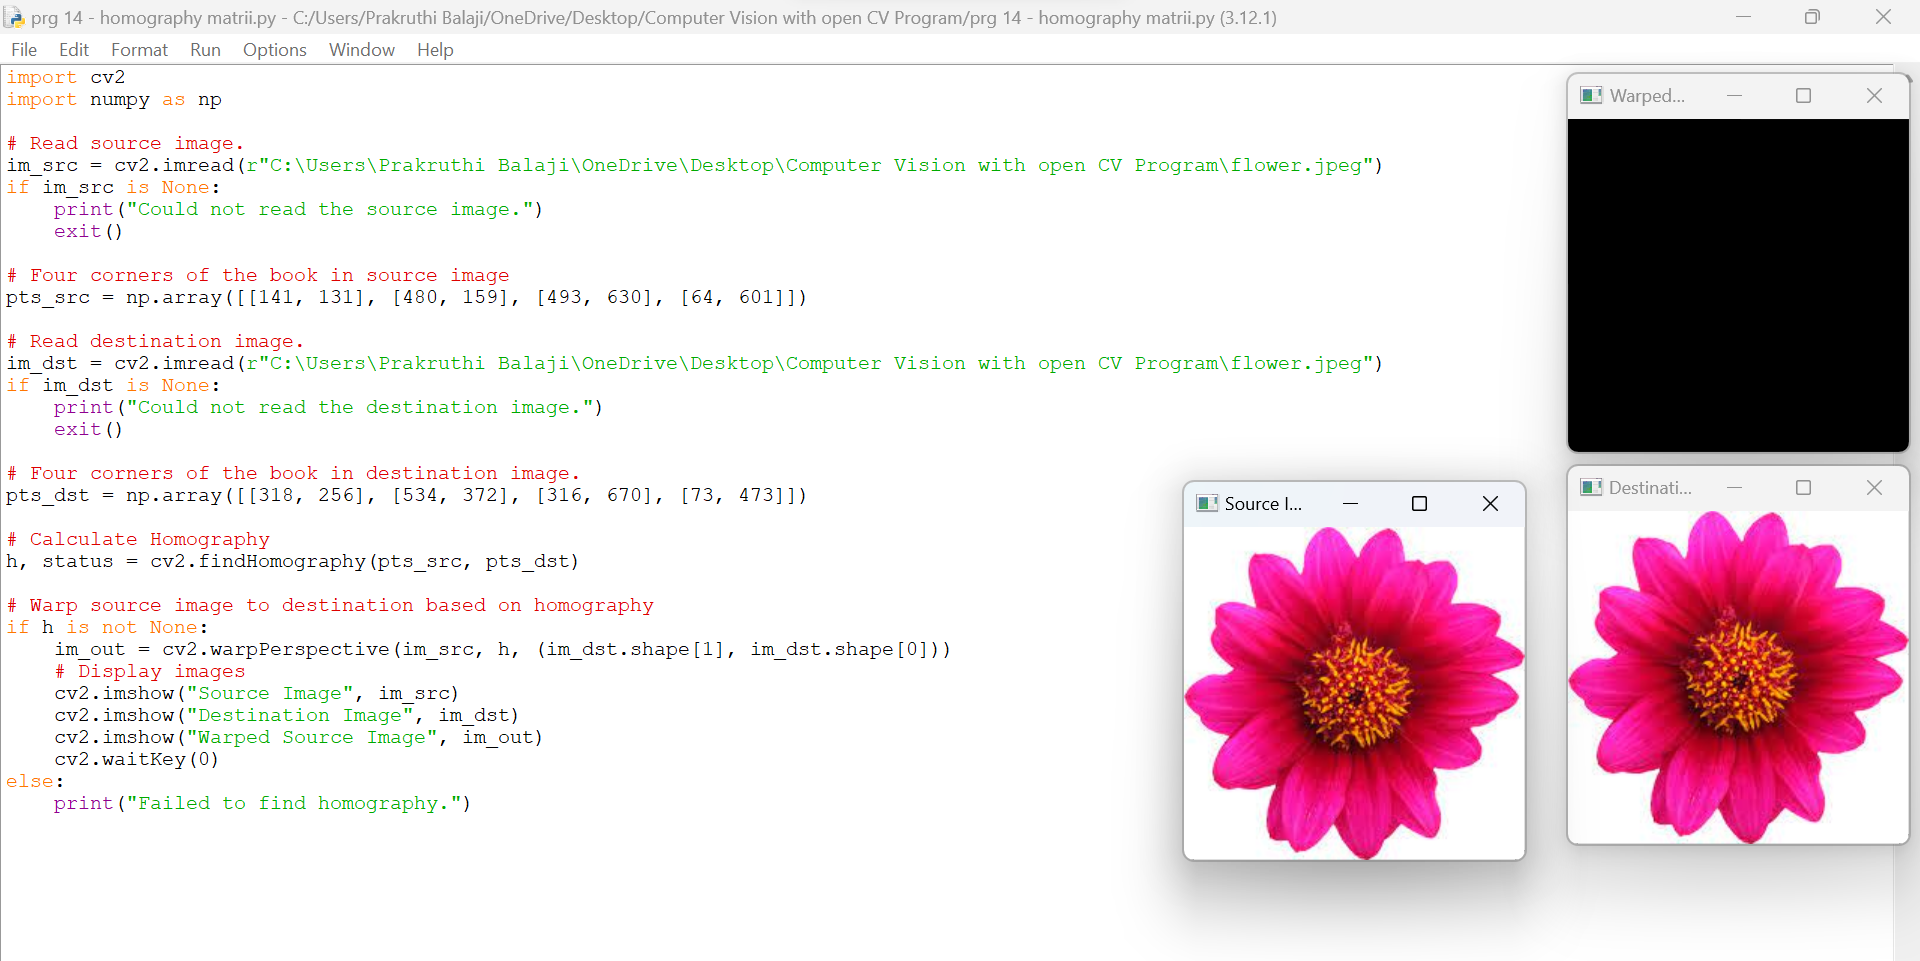 prg 14 - homography matrii.py - C:/Users/Prakruthi Balaji/OneDrive/Desktop/Computer Vision with open CV Program/prg 14 - homography matrii.py (3.12.1)
File Edit Format Run Options Window Help
import cv2
import numpy as np
# Read source image.
im_src = cv2.imread(r"C:\Users\Prakruthi Balaji\OneDrive\Desktop\Computer Vision with open CV Program\flower.jpeg")
if im_src is None:
    print("Could not read the source image.")
    exit()
# Four corners of the book in source image
pts_src = np.array([[141, 131], [480, 159], [493, 630], [64, 601]])
# Read destination image.
im_dst = cv2.imread(r"C:\Users\Prakruthi Balaji\OneDrive\Desktop\Computer Vision with open CV Program\flower.jpeg")
if im_dst is None:
    print("Could not read the destination image.")
    exit()
# Four corners of the book in destination image.
pts_dst = np.array([[318, 256], [534, 372], [316, 670], [73, 473]])
# Calculate Homography
h, status = cv2.findHomography(pts_src, pts_dst)
# Warp source image to destination based on homography
if h is not None:
    im_out = cv2.warpPerspective(im_src, h, (im_dst.shape[1], im_dst.shape[0]))
    # Display images
    cv2.imshow("Source Image", im_src)
    cv2.imshow("Destination Image", im_dst)
    cv2.imshow("Warped Source Image", im_out)
    cv2.waitKey(0)
else:
    print("Failed to find homography.")
Warped...
Source I...
Destinati...